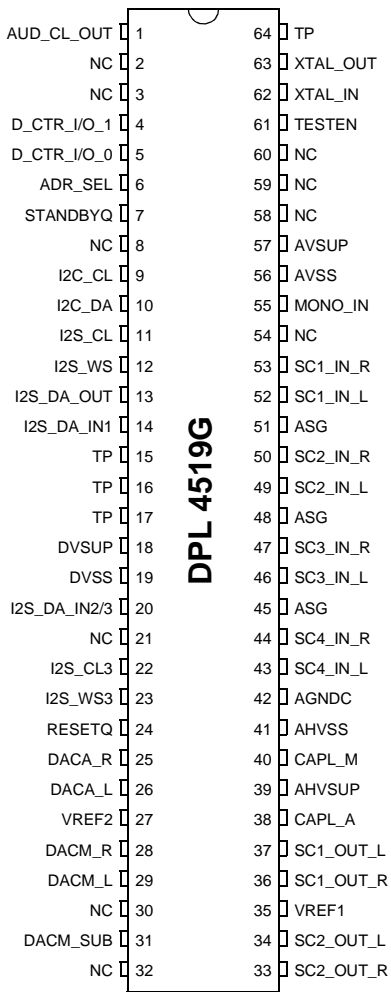 AUD_CL_OUT 1 64 TP
NC 2 63 XTAL_OUT
NC 3 62 XTAL_IN
D_CTR_I/O_1 4 61 TESTEN
D_CTR_I/O_0 5 60 NC
ADR_SEL 6 59 NC
STANDBYQ 7 58 NC
NC 8 57 AVSUP
I2C_CL 9 56 AVSS
I2C_DA 10 55 MONO_IN
I2S_CL 11 54 NC
I2S_WS 12 53 SC1_IN_R
I2S_DA_OUT 13 52 SC1_IN_L
I2S_DA_IN1 14 51 ASG
TP 15 50 SC2_IN_R
TP 16 49 SC2_IN_L
TP 17 48 ASG
DVSUP 18 47 SC3_IN_R
DVSS 19 46 SC3_IN_L
I2S_DA_IN2/3 20 45 ASG
NC 21 44 SC4_IN_R
I2S_CL3 22 43 SC4_IN_L
I2S_WS3 23 42 AGNDC
RESETQ 24 41 AHVSS
DACA_R 25 40 CAPL_M
DACA_L 26 39 AHVSUP
VREF2 27 38 CAPL_A
DACM_R 28 37 SC1_OUT_L
DACM_L 29 36 SC1_OUT_R
NC 30 35 VREF1
DACM_SUB 31 34 SC2_OUT_L
NC 32 33 SC2_OUT_R
DPL 4519G